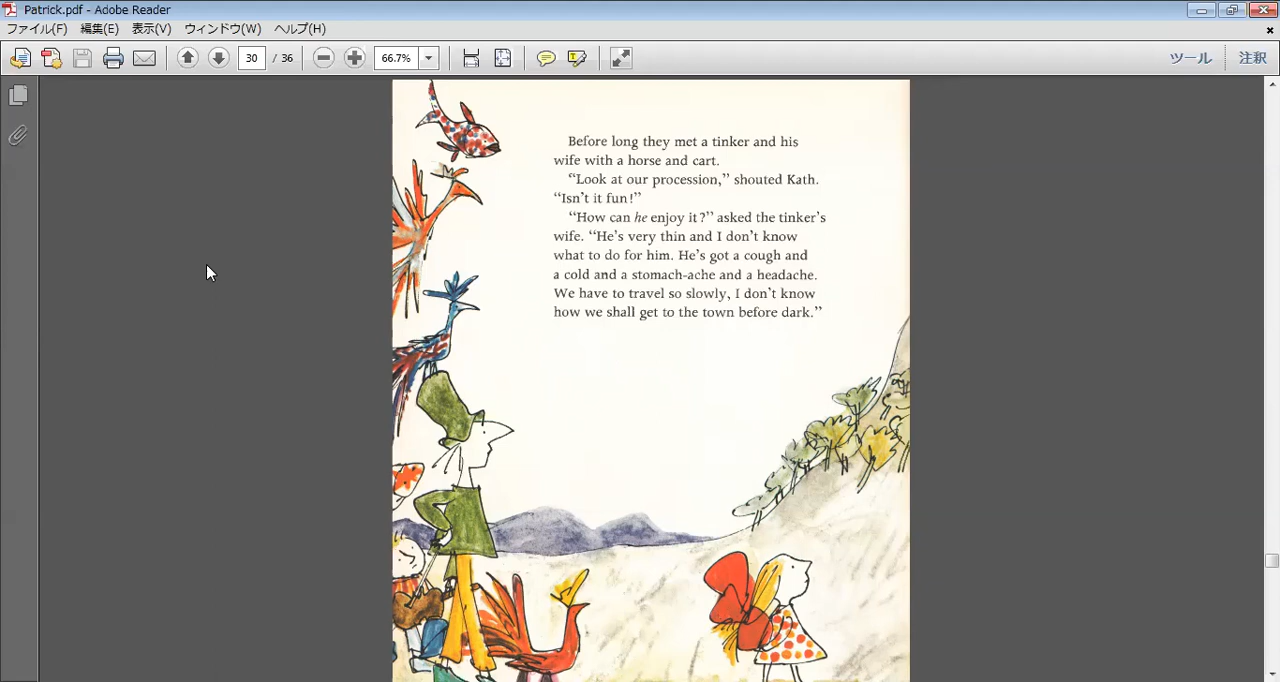 Patrick.pdf - Adobe Reader
ファイル(F) 編集(E) 表示(V) ウィンドウ(W) ヘルプ(H)
30 / 36 66.7% ツール 注釈
Before long they met a tinker and his
wife with a horse and cart.
“Look at our procession,” shouted Kath.
“Isn’t it fun!”
“How can he enjoy it?” asked the tinker’s
wife. “He’s very thin and I don’t know
what to do for him. He’s got a cough and
a cold and a stomach-ache and a headache.
We have to travel so slowly, I don’t know
how we shall get to the town before dark.”